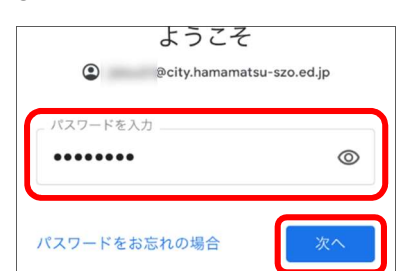 ようこそ
@city.hamamatsu-szo.ed.jp
パスワードを入力
••••••••
パスワードをお忘れの場合
次へ